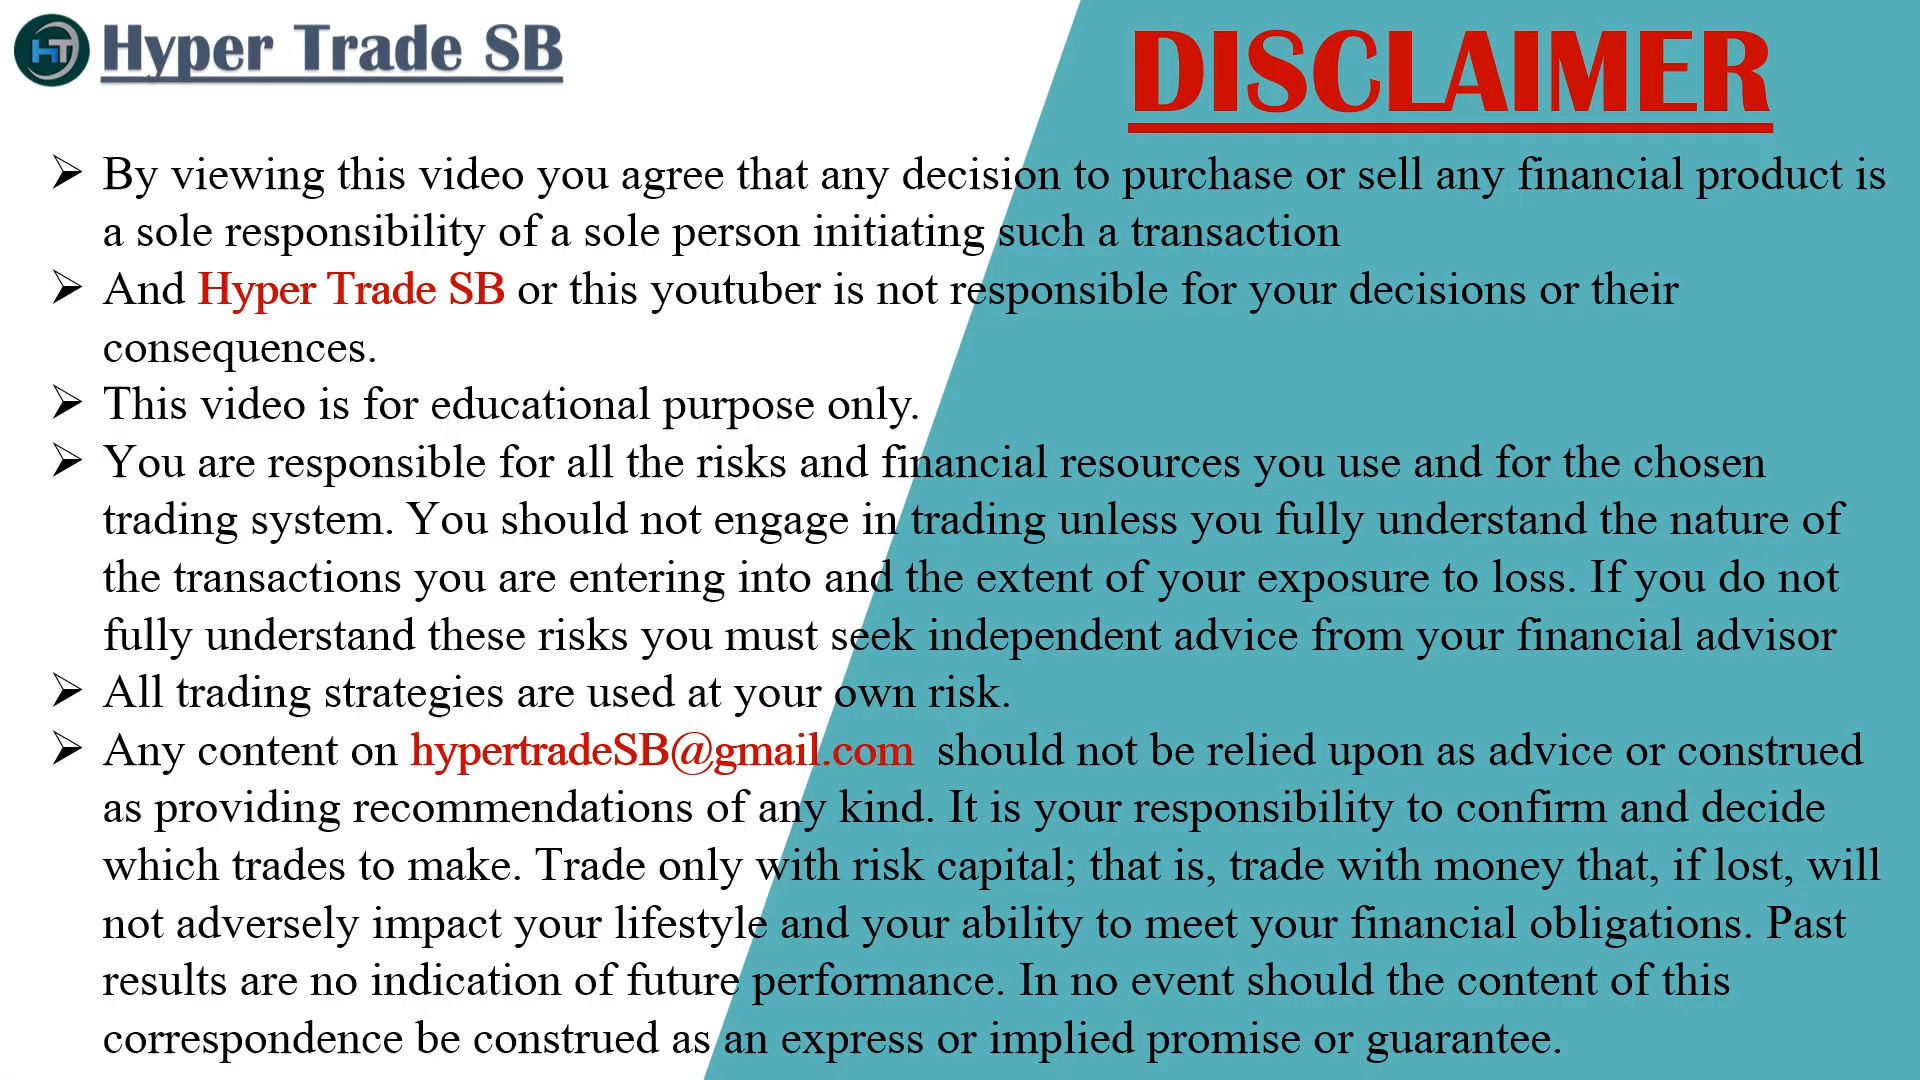 HT Hyper Trade SB
DISCLAIMER
➢ By viewing this video you agree that any decision to purchase or sell any financial product is
a sole responsibility of a sole person initiating such a transaction
➢ And Hyper Trade SB or this youtuber is not responsible for your decisions or their
consequences.
➢ This video is for educational purpose only.
➢ You are responsible for all the risks and financial resources you use and for the chosen
trading system. You should not engage in trading unless you fully understand the nature of
the transactions you are entering into and the extent of your exposure to loss. If you do not
fully understand these risks you must seek independent advice from your financial advisor
➢ All trading strategies are used at your own risk.
➢ Any content on hypertradeSB@gmail.com should not be relied upon as advice or construed
as providing recommendations of any kind. It is your responsibility to confirm and decide
which trades to make. Trade only with risk capital; that is, trade with money that, if lost, will
not adversely impact your lifestyle and your ability to meet your financial obligations. Past
results are no indication of future performance. In no event should the content of this
correspondence be construed as an express or implied promise or guarantee.